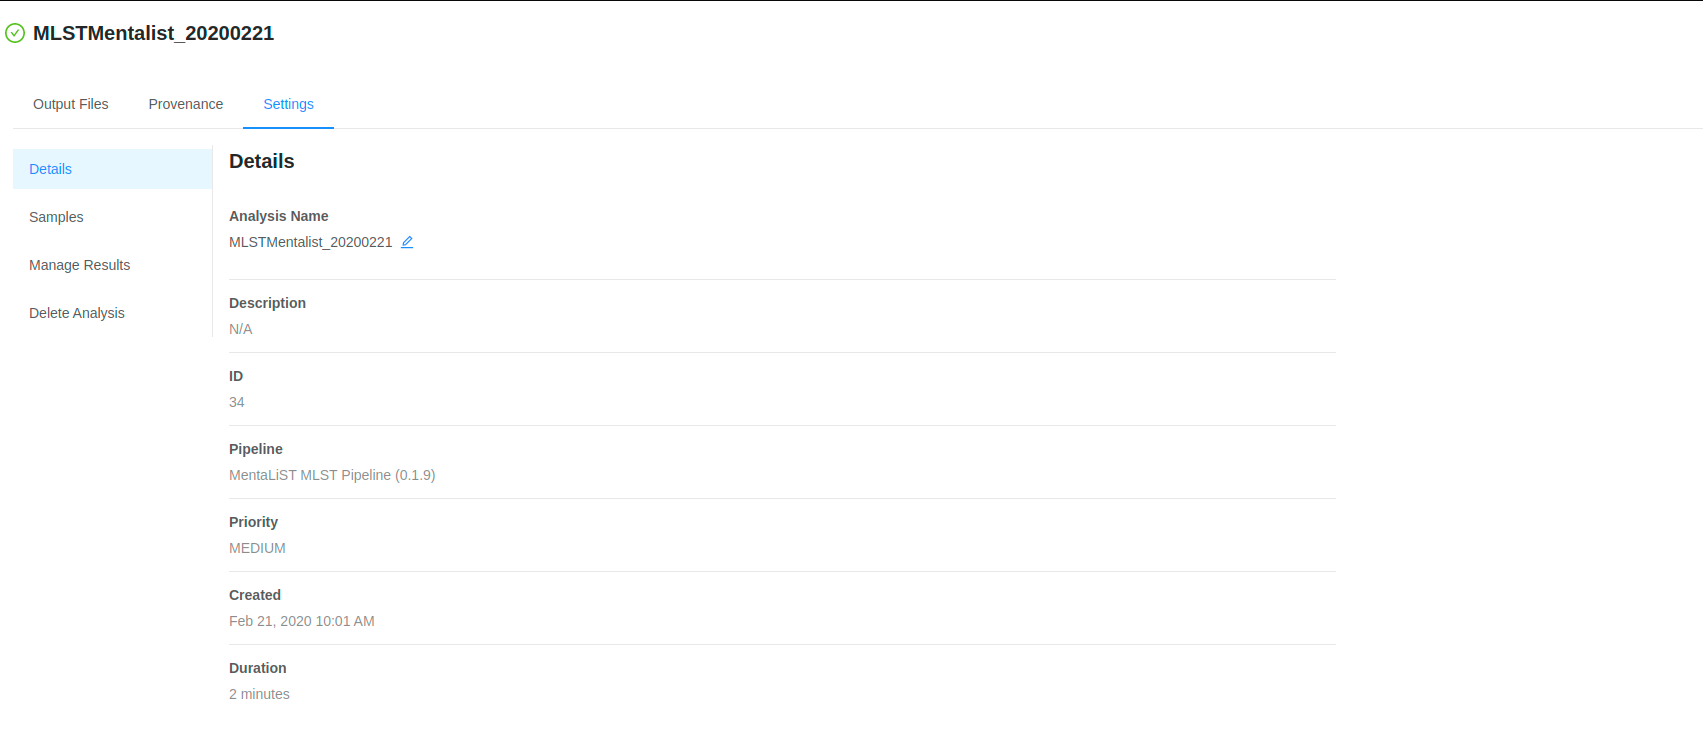 MLSTMentalist_20200221
Output Files Provenance Settings
Details
Samples
Manage Results
Delete Analysis
Details
Analysis Name
MLSTMentalist_20200221
Description
N/A
ID
34
Pipeline
MentaLiST MLST Pipeline (0.1.9)
Priority
MEDIUM
Created
Feb 21, 2020 10:01 AM
Duration
2 minutes